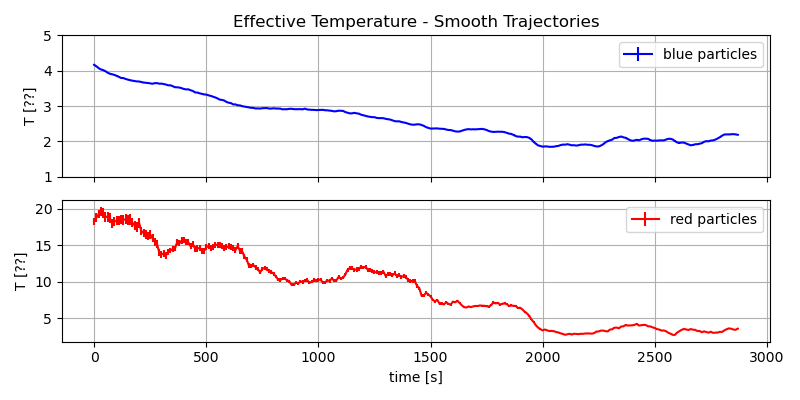 Effective Temperature - Smooth Trajectories
5
4
3
2
1
T [??]
blue particles
20
15
10
5
T [??]
red particles
0 500 1000 1500 2000 2500 3000
time [s]